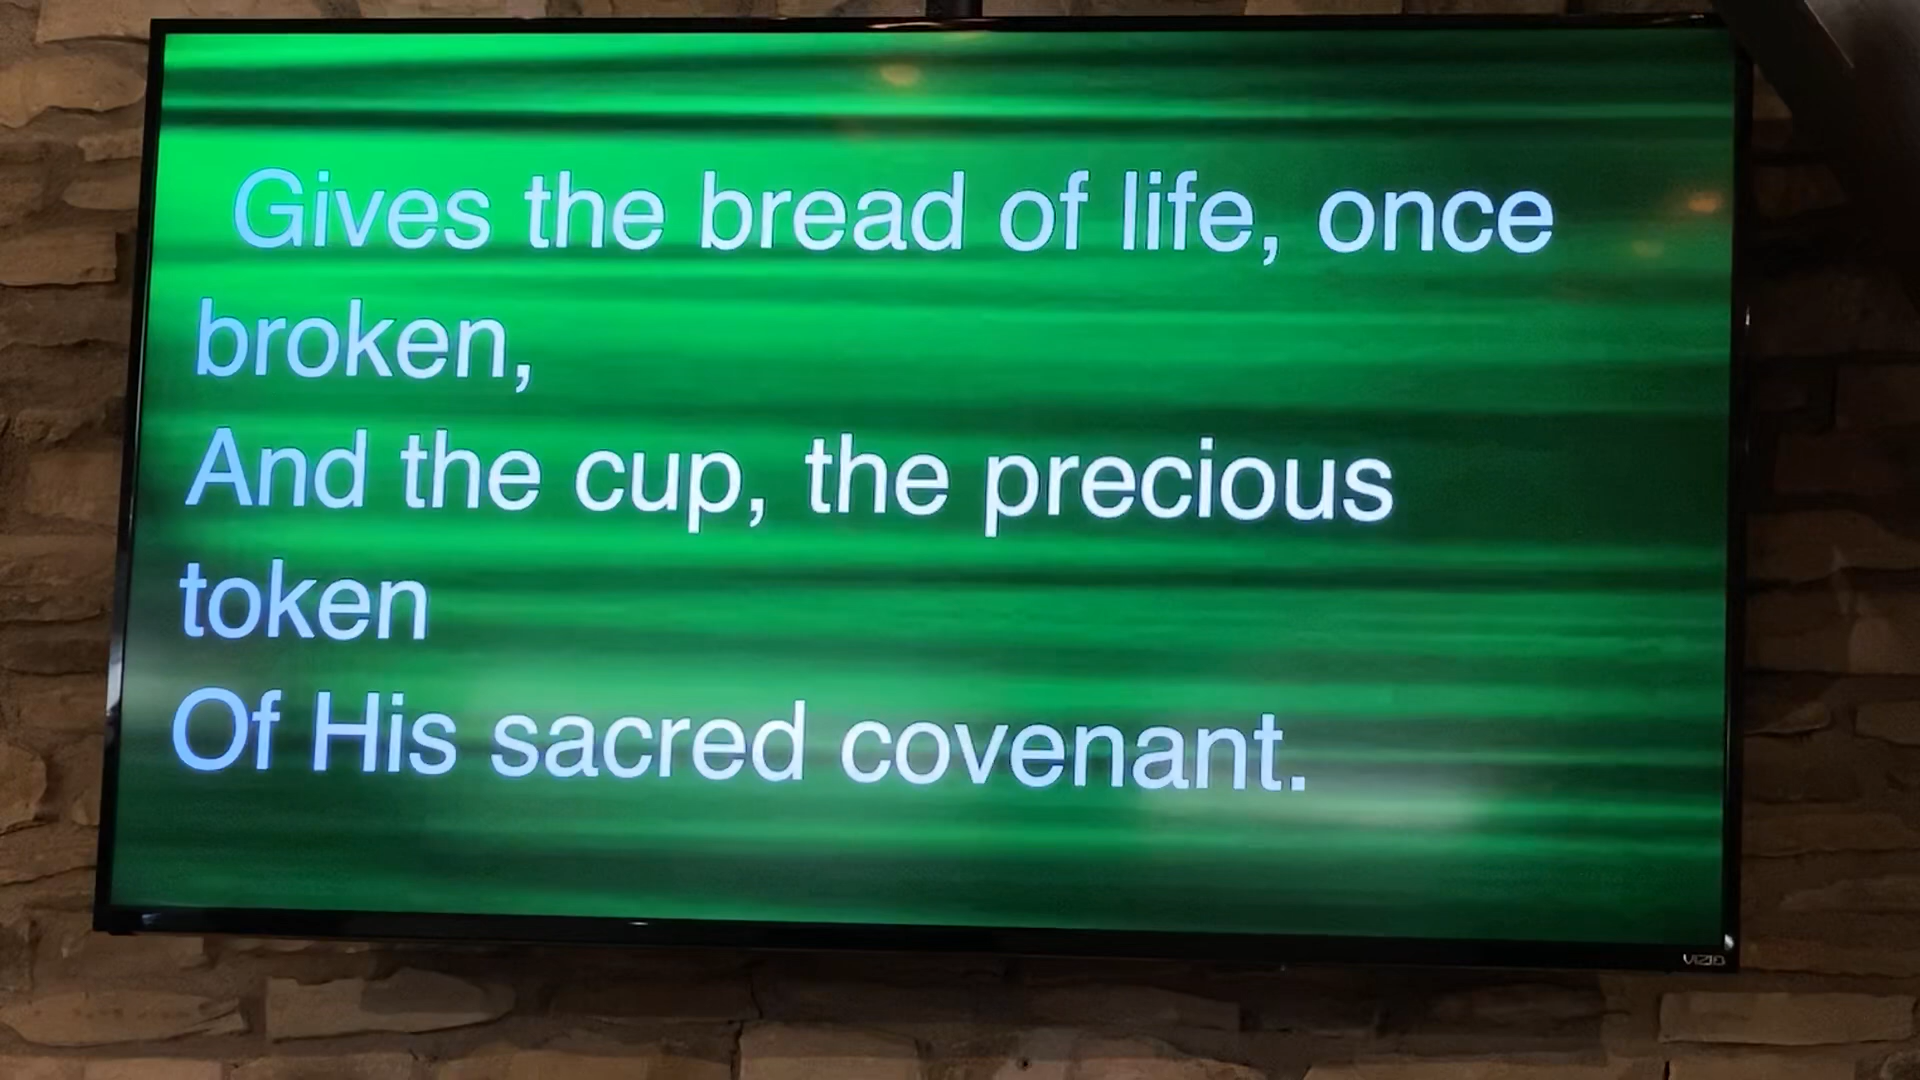 Gives the bread of life, once
broken,
And the cup, the precious
token
Of His sacred covenant.
VIZIO